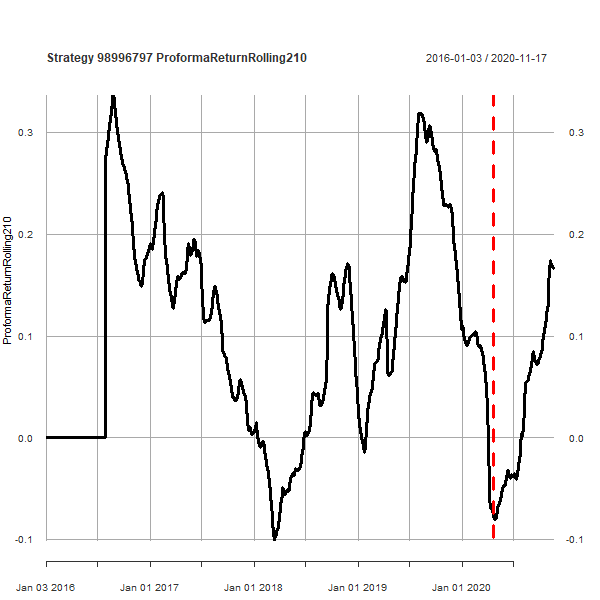 Strategy 98996797 ProformaReturnRolling210
2016-01-03 / 2020-11-17
ProformaReturnRolling210
0.3
0.2
0.1
0.0
-0.1
0.3
0.2
0.1
0.0
-0.1
Jan 03 2016
Jan 01 2017
Jan 01 2018
Jan 01 2019
Jan 01 2020